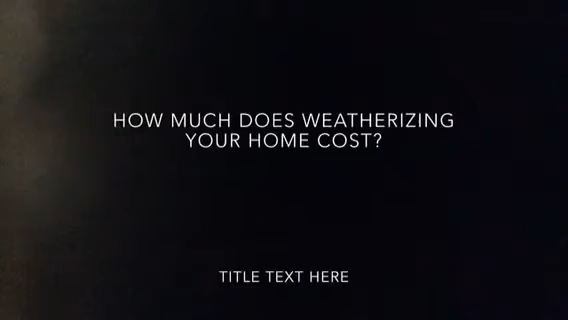 HOW MUCH DOES WEATHERIZING
YOUR HOME COST?
TITLE TEXT HERE